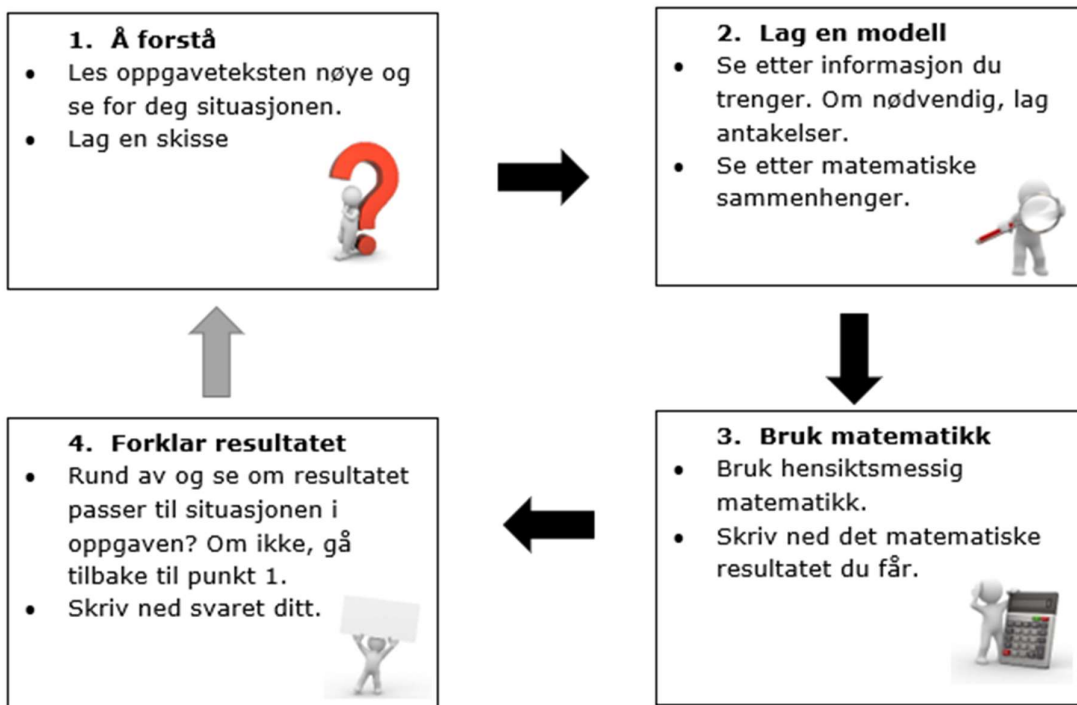 1. Å forstå
• Les oppgaveteksten nøye og
se for deg situasjonen.
• Lag en skisse
2. Lag en modell
• Se etter informasjon du
trenger. Om nødvendig, lag
antakelser.
• Se etter matematiske
sammenhenger.
3. Bruk matematikk
• Bruk hensiktsmessig
matematikk.
• Skriv ned det matematiske
resultatet du får.
4. Forklar resultatet
• Rund av og se om resultatet
passer til situasjonen i
oppgaven? Om ikke, gå
tilbake til punkt 1.
• Skriv ned svaret ditt.